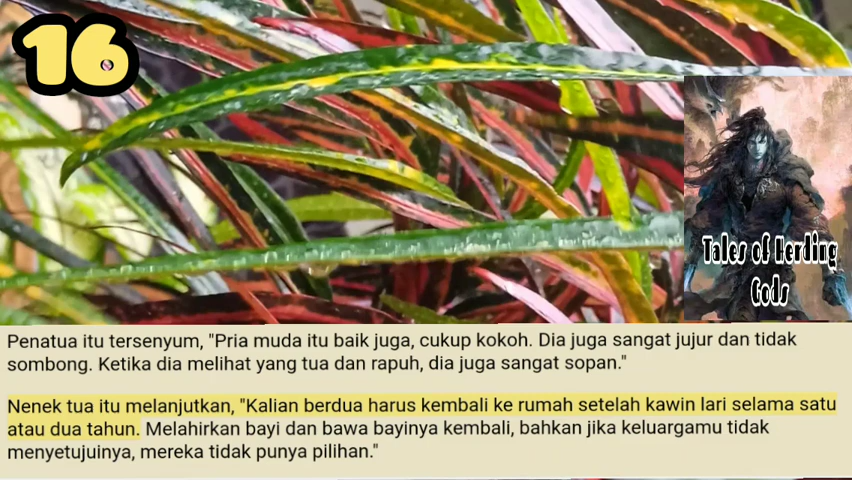 16
Tales of Herding
Gods
Penatua itu tersenyum, "Pria muda itu baik juga, cukup kokoh. Dia juga sangat jujur dan tidak
sombong. Ketika dia melihat yang tua dan rapuh, dia juga sangat sopan."
Nenek tua itu melanjutkan, "Kalian berdua harus kembali ke rumah setelah kawin lari selama satu
atau dua tahun. Melahirkan bayi dan bawa bayinya kembali, bahkan jika keluargamu tidak
menyetujuinya, mereka tidak punya pilihan."